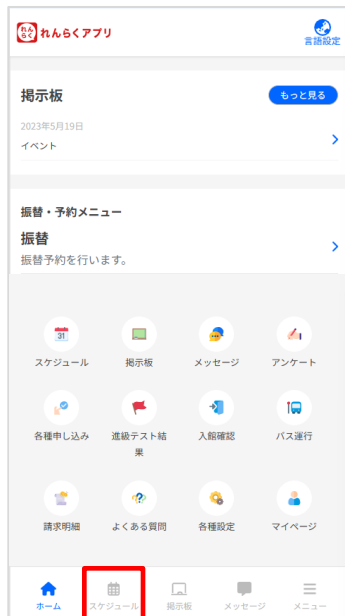 れんらく れんらくアプリ
言語設定
掲示板 もっと見る
2023年5月19日
イベント
振替・予約メニュー
振替
振替予約を行います。
31
スケジュール 掲示板 メッセージ アンケート
各種申し込み 進級テスト結果 入館確認 バス運行
請求明細 よくある質問 各種設定 マイページ
ホーム スケジュール 掲示板 メッセージ メニュー